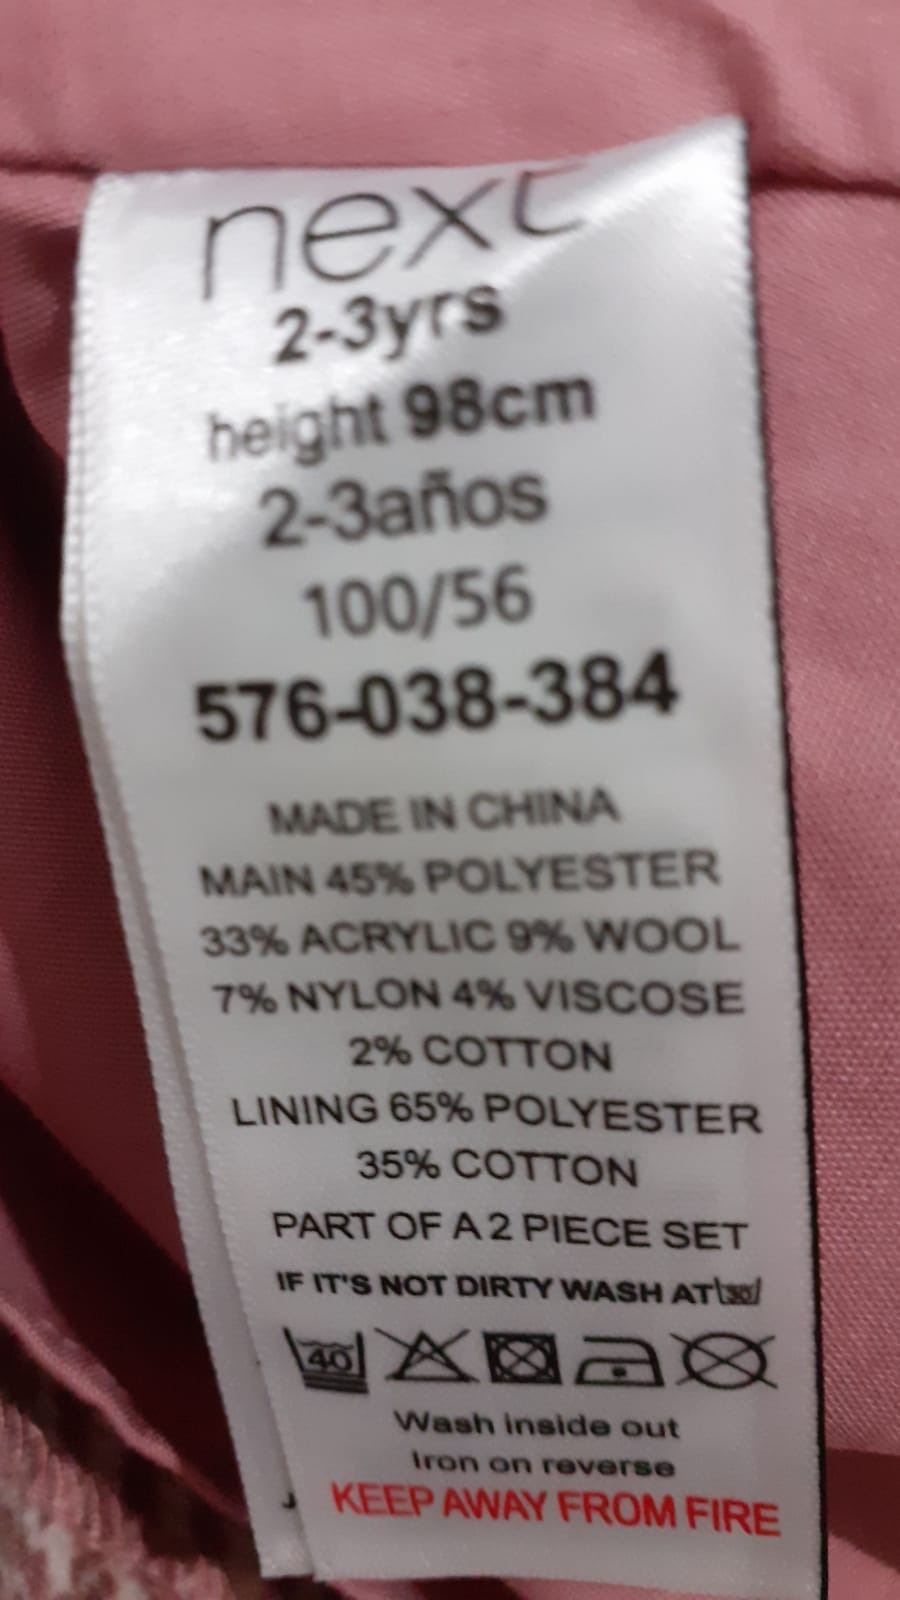 next
2-3yrs
height 98cm
2-3años
100/56
576-038-384
MADE IN CHINA
MAIN 45% POLYESTER
33% ACRYLIC 9% WOOL
7% NYLON 4% VISCOSE
2% COTTON
LINING 65% POLYESTER
35% COTTON
PART OF A 2 PIECE SET
IF IT'S NOT DIRTY WASH AT 30
40
Wash inside out
Iron on reverse
KEEP AWAY FROM FIRE